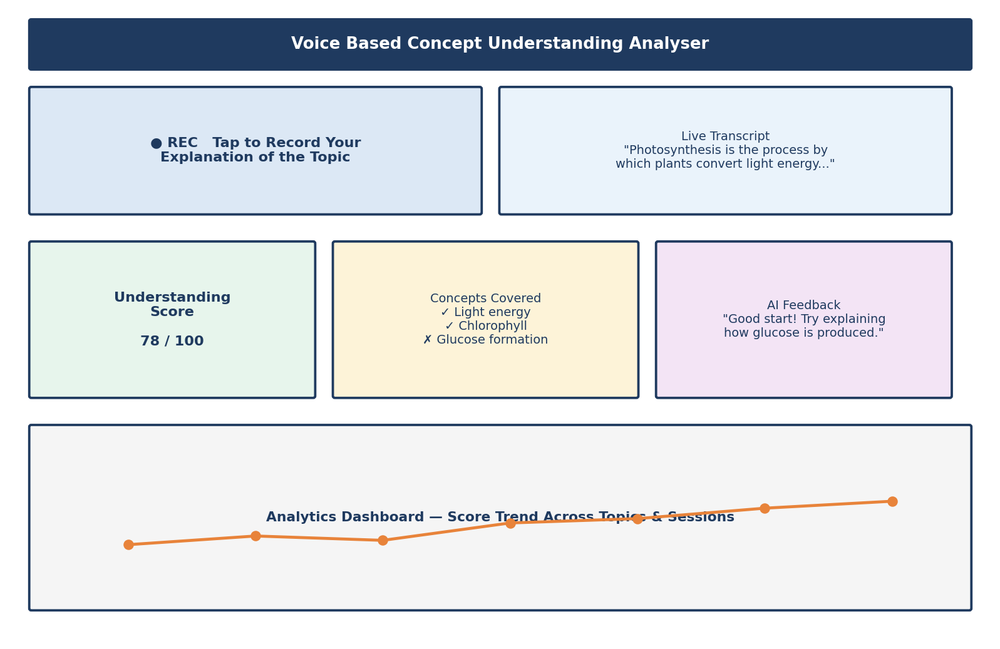 Voice Based Concept Understanding Analyser
● REC   Tap to Record Your
Explanation of the Topic
Live Transcript
"Photosynthesis is the process by
which plants convert light energy..."
Understanding
Score
78 / 100
Concepts Covered
✓ Light energy
✓ Chlorophyll
✗ Glucose formation
AI Feedback
"Good start! Try explaining
how glucose is produced."
Analytics Dashboard — Score Trend Across Topics & Sessions